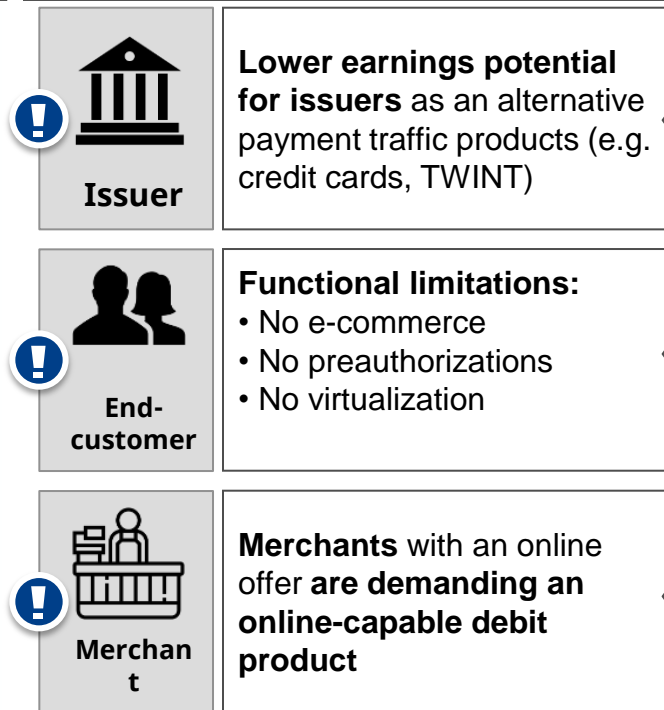 Issuer
Lower earnings potential
for issuers as an alternative
payment traffic products (e.g.
credit cards, TWINT)
End-
customer
Functional limitations:
• No e-commerce
• No preauthorizations
• No virtualization
Merchan
t
Merchants with an online
offer are demanding an
online-capable debit
product